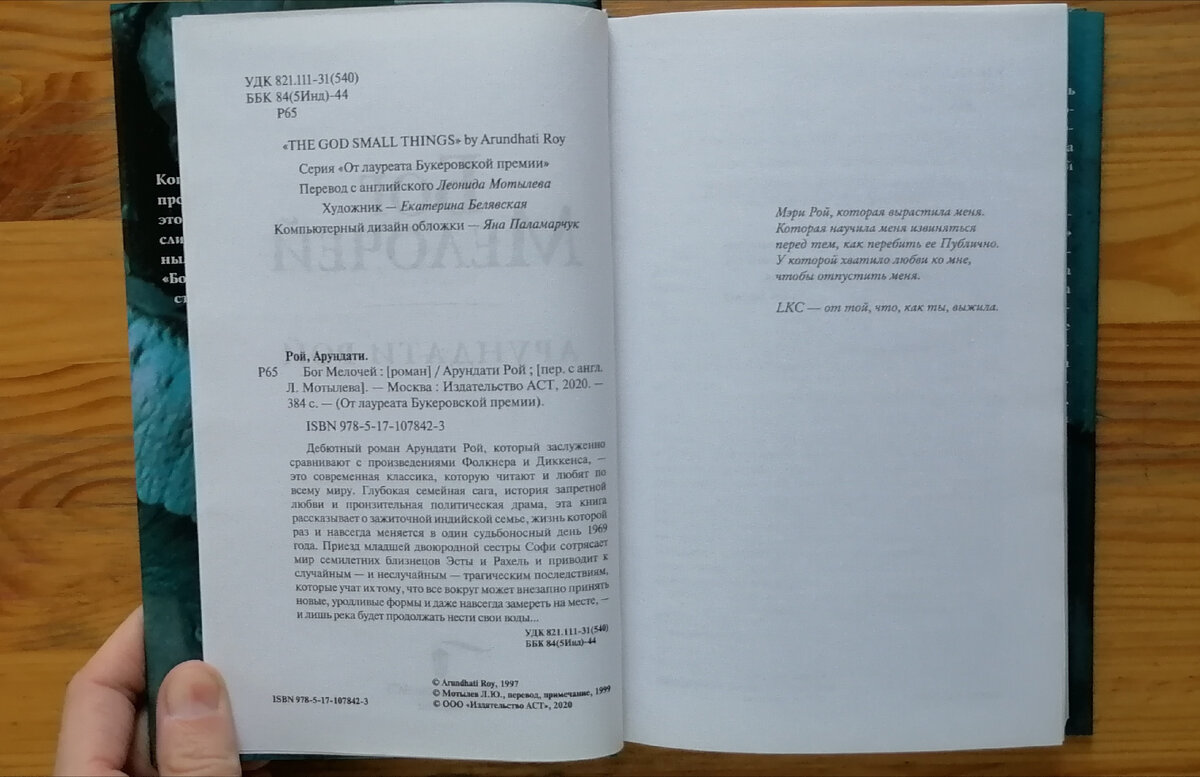 УДК 821.111-31(540)
ББК 84(5Инд)-44
Р65
«THE GOD SMALL THINGS» by Arundhati Roy
Серия «От лауреата Букеровской премии»
Перевод с английского Леонида Мотылева
Художник — Екатерина Белявская
Компьютерный дизайн обложки — Яна Паламарчук
МЕЛОЧЕЙ
АРУНДАТИ РОЙ
Рой, Арундати.
Р65 Бог Мелочей : [роман] / Арундати Рой ; [пер. с англ.
Л. Мотылева]. — Москва : Издательство АСТ, 2020. —
384 с. — (От лауреата Букеровской премии).
ISBN 978-5-17-107842-3
Дебютный роман Арундати Рой, который заслуженно
сравнивают с произведениями Фолкнера и Диккенса, —
это современная классика, которую читают и любят по
всему миру. Глубокая семейная сага, история запретной
любви и пронзительная политическая драма, эта книга
рассказывает о зажиточной индийской семье, жизнь которой
раз и навсегда меняется в один судьбоносный день 1969
года. Приезд младшей двоюродной сестры Софи сотрясает
мир семилетних близнецов Эсты и Рахель и приводит к
случайным — и неслучайным — трагическим последствиям,
которые учат их тому, что все вокруг может внезапно принять
новые, уродливые формы и даже навсегда замереть на месте, —
и лишь река будет продолжать нести свои воды...
УДК 821.111-31(540)
ББК 84(5Инд)-44
© Arundhati Roy, 1997
© Мотылев Л.Ю., перевод, примечание, 1999
© ООО «Издательство АСТ», 2020
ISBN 978-5-17-107842-3
Мэри Рой, которая вырастила меня.
Которая научила меня извиняться
перед тем, как перебить ее Публично.
У которой хватило любви ко мне,
чтобы отпустить меня.
LKC — от той, что, как ты, выжила.